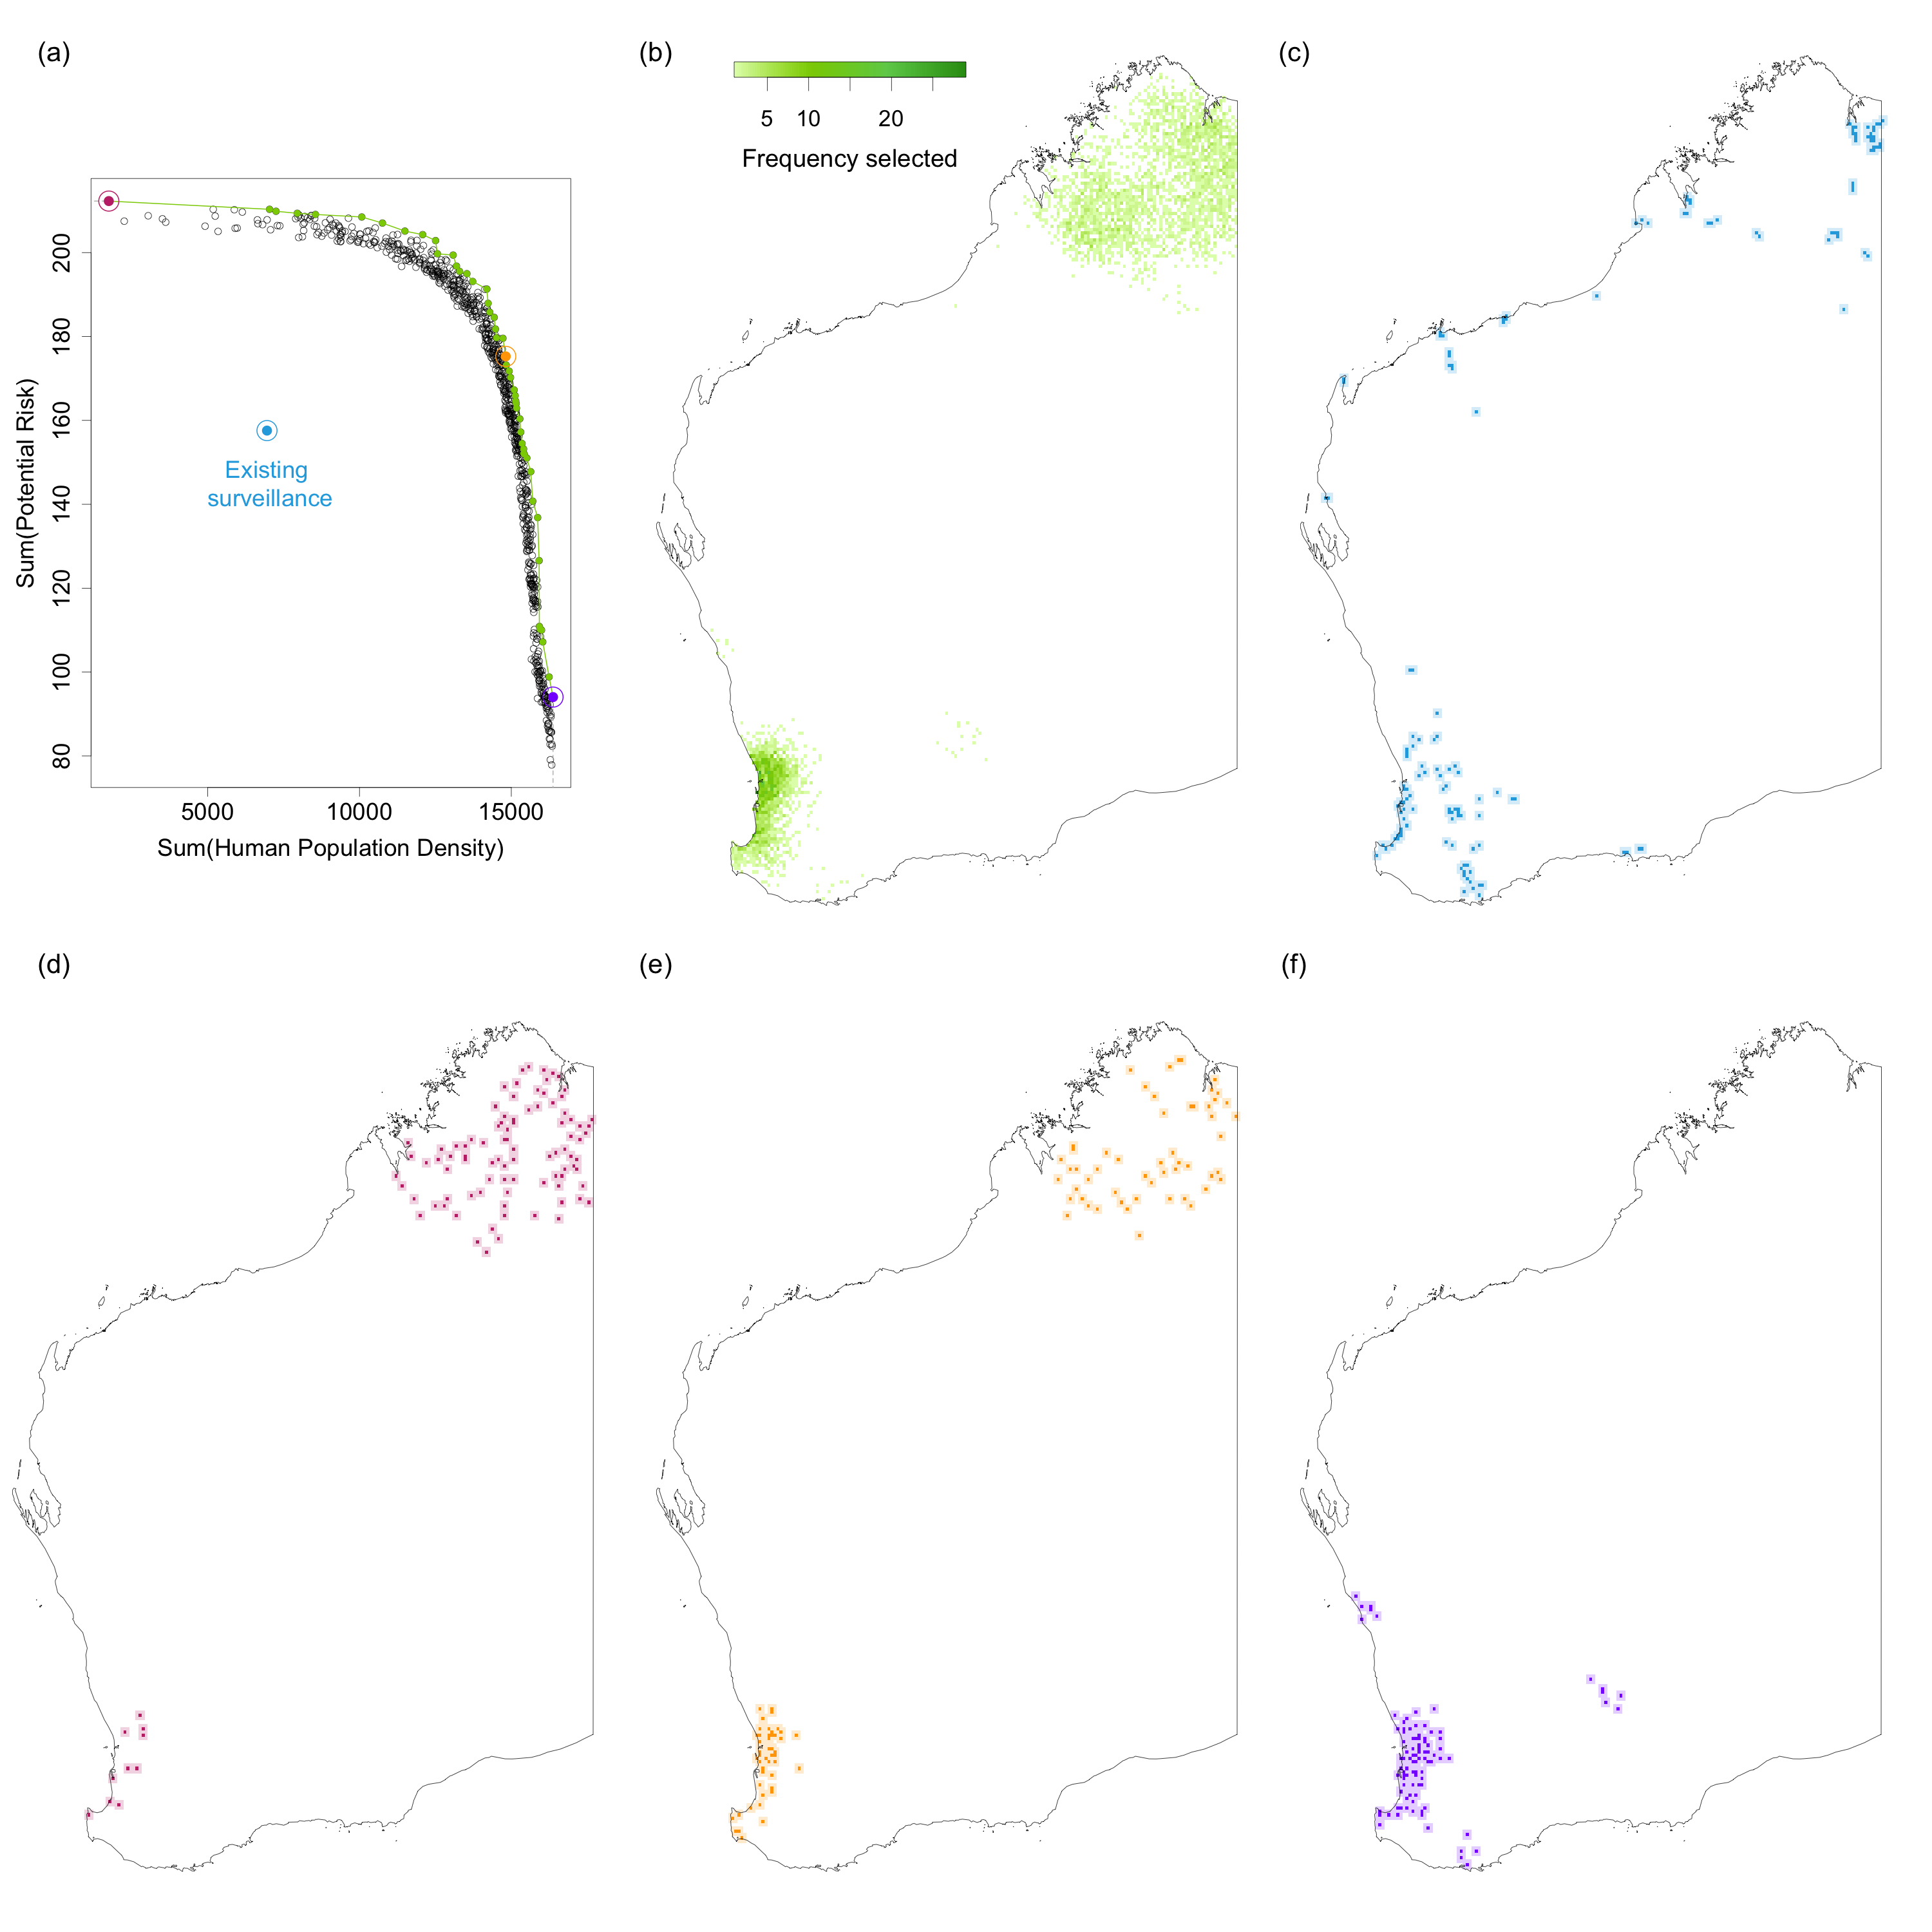 (a)
Sum(Potential Risk)
200
180
160
140
120
100
80
Existing
surveillance
5000 10000 15000
Sum(Human Population Density)
(b)
5 10 20
Frequency selected
(c)
(d)
(e)
(f)